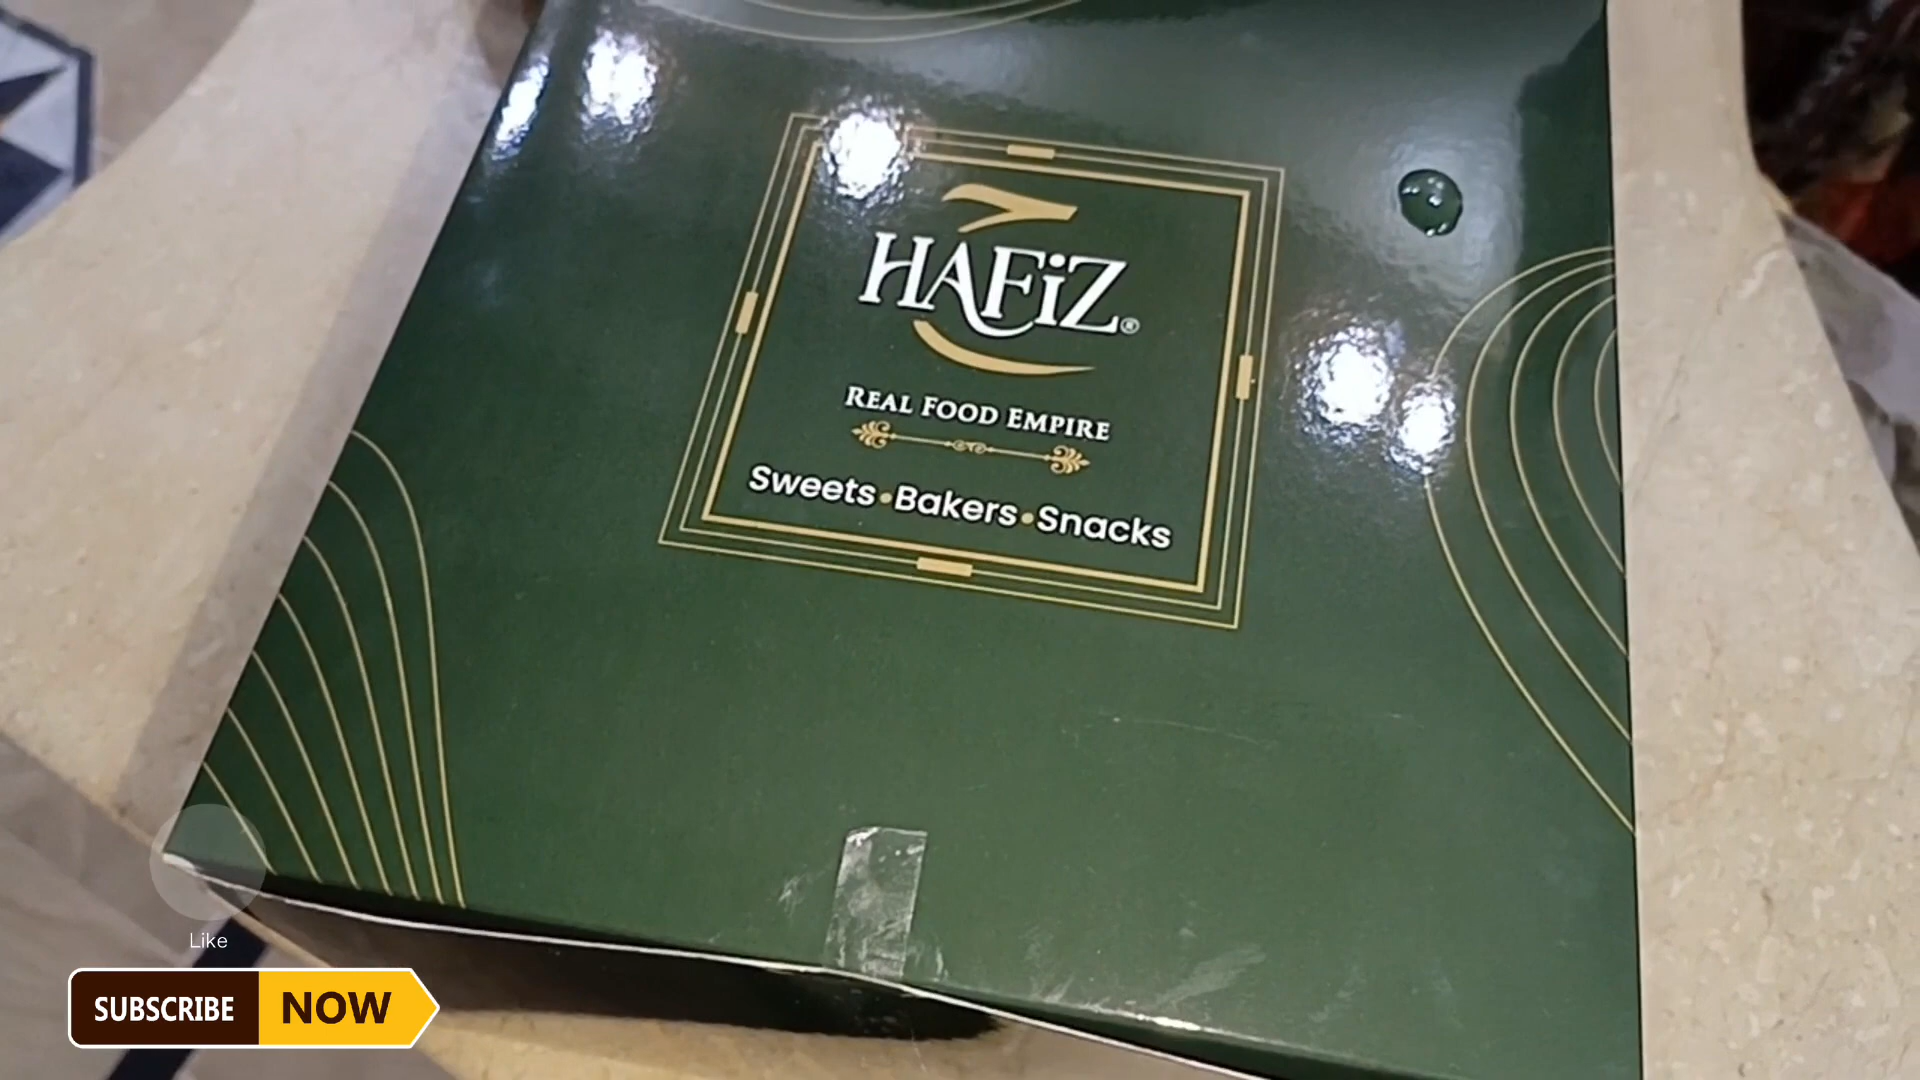 HAFiZ®
REAL FOOD EMPIRE
Sweets•Bakers•Snacks
Like
SUBSCRIBE NOW